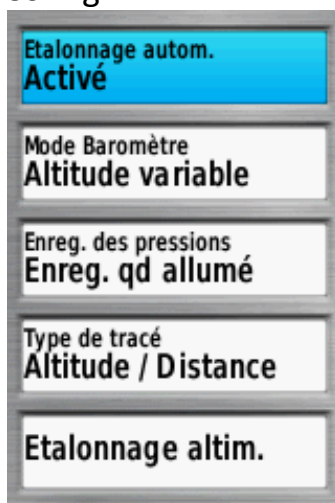 Etalonnage autom.
Activé
Mode Baromètre
Altitude variable
Enreg. des pressions
Enreg. qd allumé
Type de tracé
Altitude / Distance
Etalonnage altim.